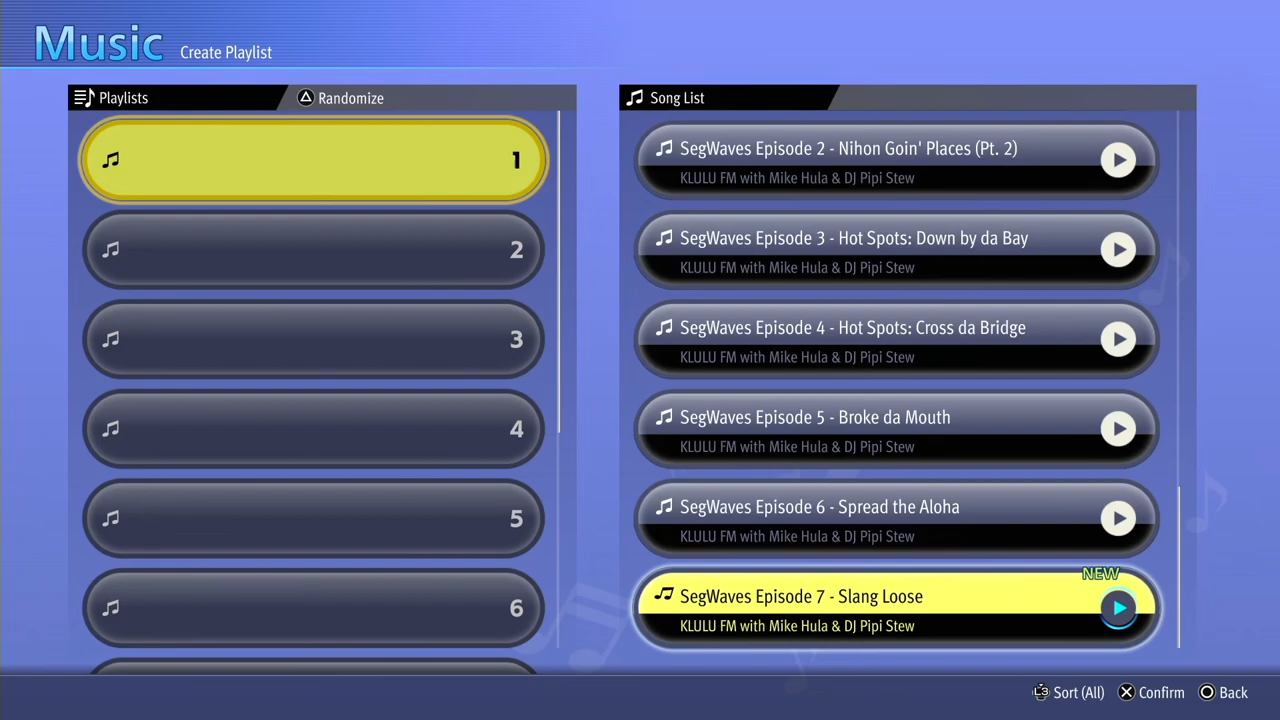 Music
Create Playlist
Playlists
Randomize
Song List
1
2
3
4
5
6
SegWaves Episode 2 - Nihon Goin' Places (Pt. 2)
KLULU FM with Mike Hula & DJ Pipi Stew
SegWaves Episode 3 - Hot Spots: Down by da Bay
KLULU FM with Mike Hula & DJ Pipi Stew
SegWaves Episode 4 - Hot Spots: Cross da Bridge
KLULU FM with Mike Hula & DJ Pipi Stew
SegWaves Episode 5 - Broke da Mouth
KLULU FM with Mike Hula & DJ Pipi Stew
SegWaves Episode 6 - Spread the Aloha
KLULU FM with Mike Hula & DJ Pipi Stew
NEW
SegWaves Episode 7 - Slang Loose
KLULU FM with Mike Hula & DJ Pipi Stew
L3 Sort (All) Confirm Back